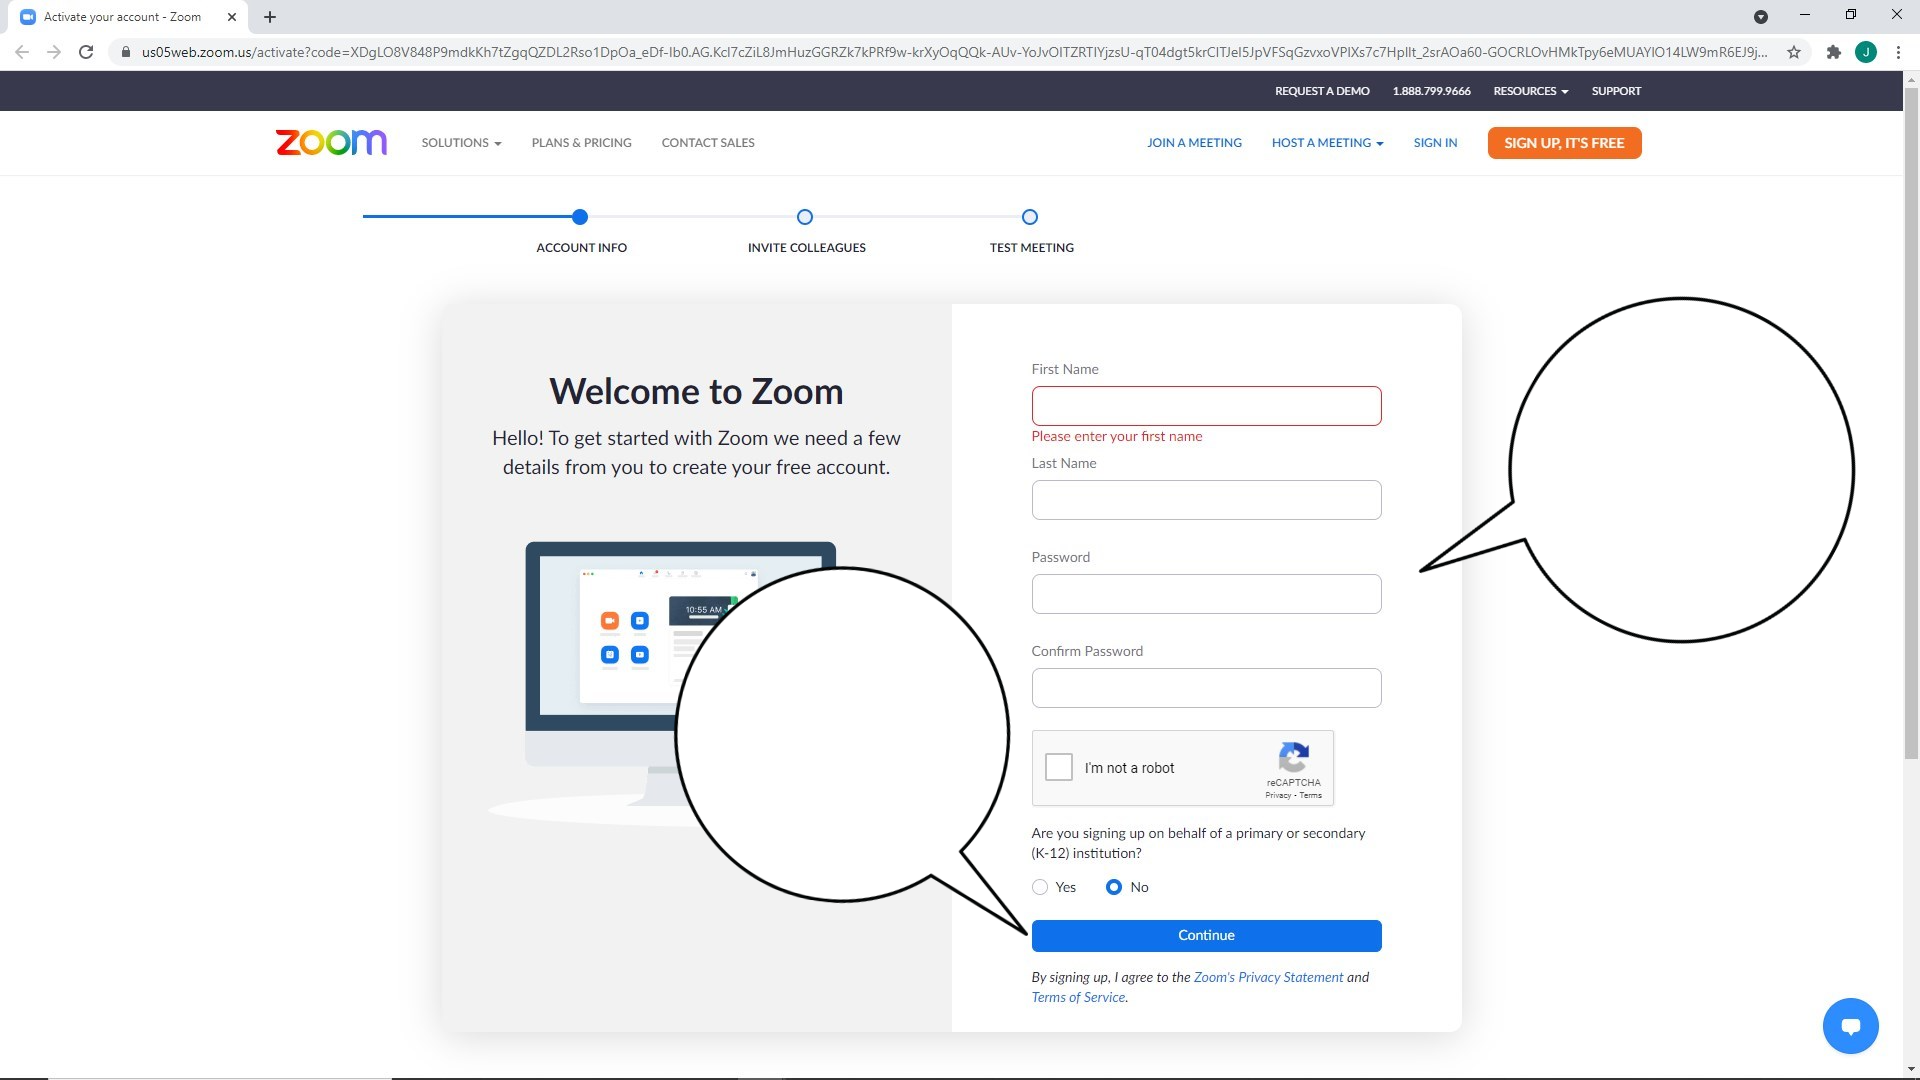 Activate your account - Zoom
us05web.zoom.us/activate?code=XDgLO8V848P9mdkKh7tZgqQZDL2Rso1DpOa_eDf-Ib0.AG.KcI7cZiL8JmHuzGGRZk7kPRf9w-krXyOqQQk-AUv-YoJvOITZRTIYjzsU-qT04dgt5krCITJeI5JpVFSqGzvxoVPIXs7c7HpIlt_2srAOa60-GOCRLOvHMkTpy6eMUAYIO14LW9mR6EJ9j...
J
REQUEST A DEMO 1.888.799.9666 RESOURCES SUPPORT
zoom SOLUTIONS PLANS & PRICING CONTACT SALES JOIN A MEETING HOST A MEETING SIGN IN SIGN UP, IT'S FREE
ACCOUNT INFO INVITE COLLEAGUES TEST MEETING
Welcome to Zoom
Hello! To get started with Zoom we need a few
details from you to create your free account.
10:55 AM
First Name
Please enter your first name
Last Name
Password
Confirm Password
I'm not a robot
reCAPTCHA
Privacy - Terms
Are you signing up on behalf of a primary or secondary
(K-12) institution?
Yes No
Continue
By signing up, I agree to the Zoom's Privacy Statement and
Terms of Service.